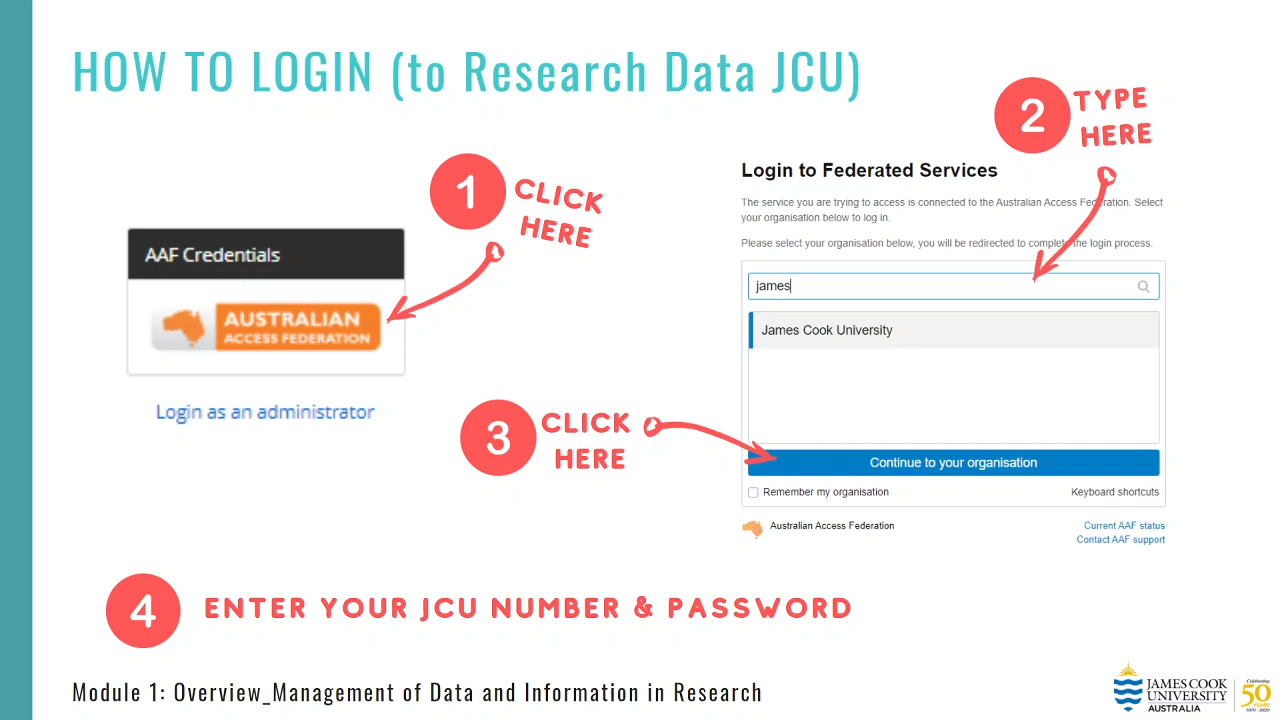 HOW TO LOGIN (to Research Data JCU)
1
CLICK
HERE
AAF Credentials
AUSTRALIAN
ACCESS FEDERATION
Login as an administrator
2
TYPE
HERE
Login to Federated Services
The service you are trying to access is connected to the Australian Access Federation. Select
your organisation below to log in.
Please select your organisation below, you will be redirected to complete the login process.
james
James Cook University
3
CLICK
HERE
Continue to your organisation
Remember my organisation
Keyboard shortcuts
Australian Access Federation
Current AAF status
Contact AAF support
4
ENTER YOUR JCU NUMBER & PASSWORD
Module 1: Overview_Management of Data and Information in Research
JAMES COOK
UNIVERSITY
AUSTRALIA
Celebrating
50
YEARS
1970 - 2020